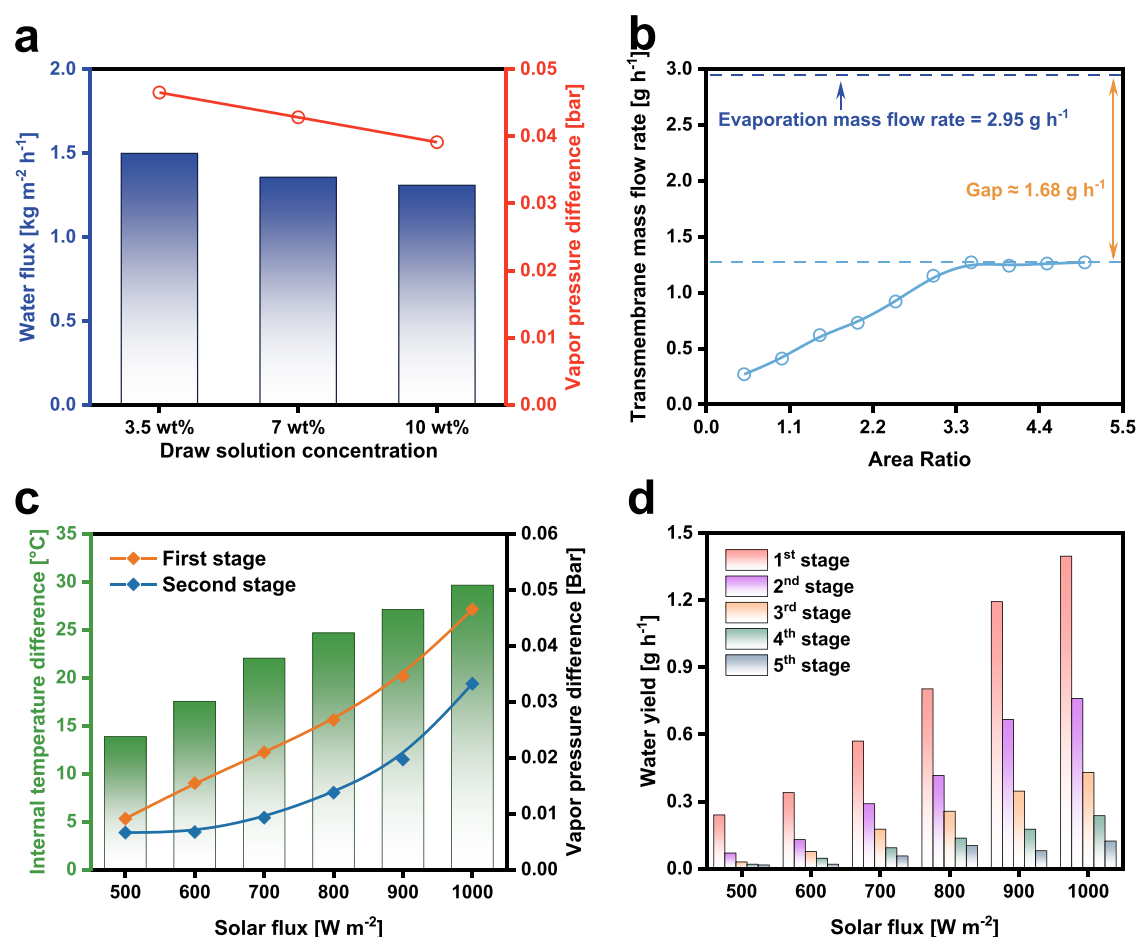 a
2.0
1.5
1.0
0.5
0.0
Water flux [kg m⁻² h⁻¹]
0.05
0.04
0.03
0.02
0.01
0.00
Vapor pressure difference [bar]
3.5 wt% 7 wt% 10 wt%
Draw solution concentration
b
3.0
2.5
2.0
1.5
1.0
0.5
0.0
Transmembrane mass flow rate [g h⁻¹]
Evaporation mass flow rate = 2.95 g h⁻¹
Gap ≈ 1.68 g h⁻¹
0.0 1.1 2.2 3.3 4.4 5.5
Area Ratio
c
35
30
25
20
15
10
5
0
Internal temperature difference [°C]
First stage
Second stage
0.06
0.05
0.04
0.03
0.02
0.01
0.00
Vapor pressure difference [Bar]
500 600 700 800 900 1000
Solar flux [W m⁻²]
d
1.5
1.2
0.9
0.6
0.3
0.0
Water yield [g h⁻¹]
1ˢᵗ stage
2ⁿᵈ stage
3ʳᵈ stage
4ᵗʰ stage
5ᵗʰ stage
500 600 700 800 900 1000
Solar flux [W m⁻²]